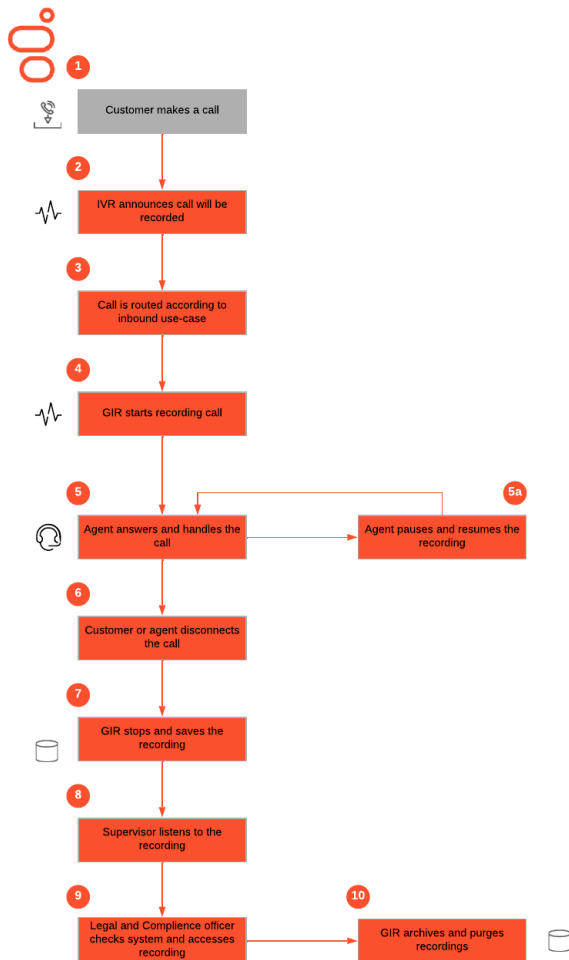 1
Customer makes a call
2
IVR announces call will be
recorded
3
Call is routed according to
inbound use-case
4
GIR starts recording call
5
Agent answers and handles the
call
5a
Agent pauses and resumes the
recording
6
Customer or agent disconnects
the call
7
GIR stops and saves the
recording
8
Supervisor listens to the
recording
9
Legal and Complience officer
checks system and accesses
recording
10
GIR archives and purges
recordings